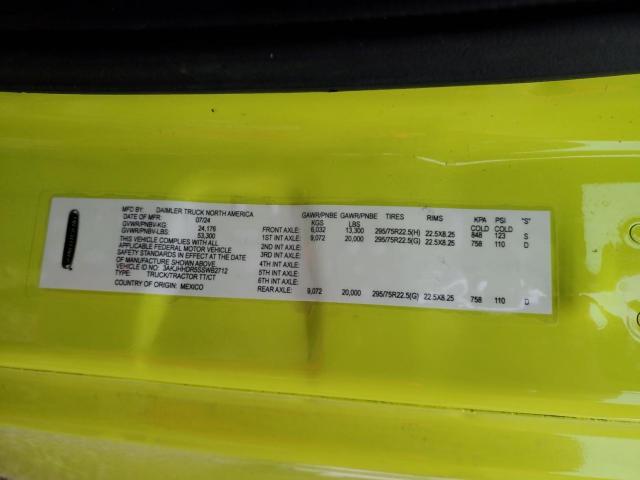 MFD BY: DAIMLER TRUCK NORTH AMERICA
DATE OF MFR: 07/24
GVWR/PNBV-KG: 24,176
GVWR/PNBV-LBS: 53,300
THIS VEHICLE COMPLIES WITH ALL
APPLICABLE FEDERAL MOTOR VEHICLE
SAFETY STANDARDS IN EFFECT ON DATE
OF MANUFACTURE SHOWN ABOVE.
VEHICLE ID NO.: 3AKJHHDR5SSWB2712
TYPE: TRUCK/TRACTOR TT/CT
COUNTRY OF ORIGIN: MEXICO
GAWR/PNBE GAWR/PNBE TIRES RIMS KPA PSI "S"
KGS LBS COLD COLD
FRONT AXLE: 6,032 13,300 295/75R22.5(H) 22.5X8.25 848 123 S
1ST INT AXLE: 9,072 20,000 295/75R22.5(G) 22.5X8.25 758 110 D
2ND INT AXLE:
3RD INT AXLE:
4TH INT AXLE:
5TH INT AXLE:
6TH INT AXLE:
REAR AXLE: 9,072 20,000 295/75R22.5(G) 22.5X8.25 758 110 D